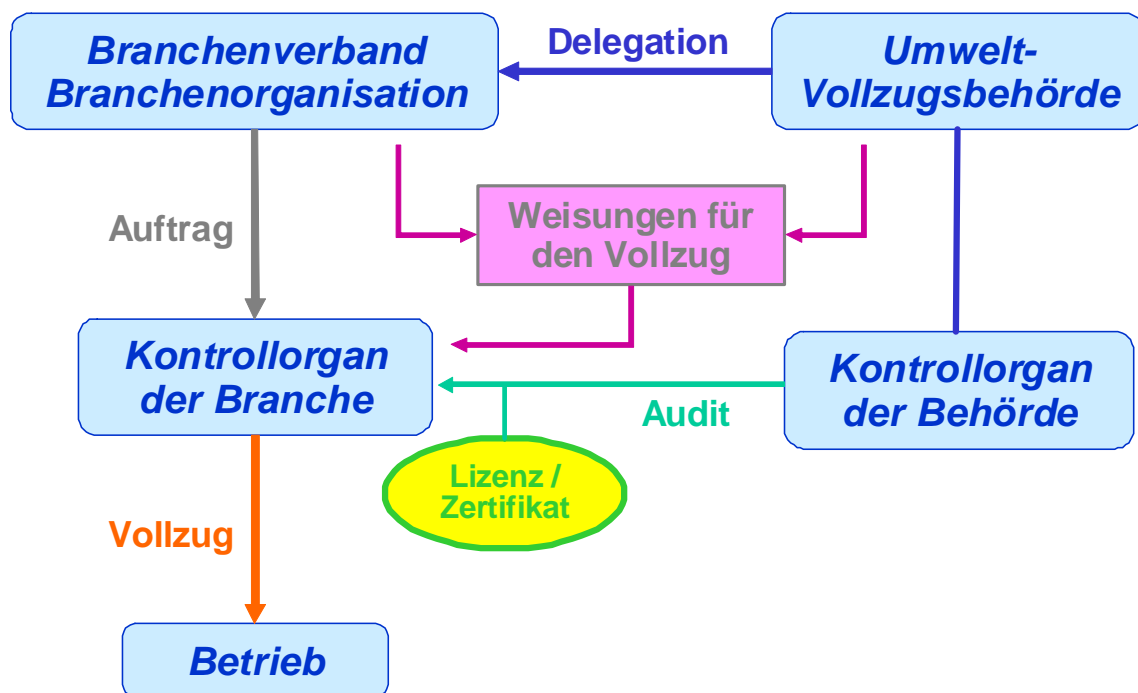 Branchenverband
Branchenorganisation
Delegation
Umwelt-
Vollzugsbehörde
Auftrag
Weisungen für
den Vollzug
Kontrollorgan
der Branche
Audit
Kontrollorgan
der Behörde
Lizenz /
Zertifikat
Vollzug
Betrieb